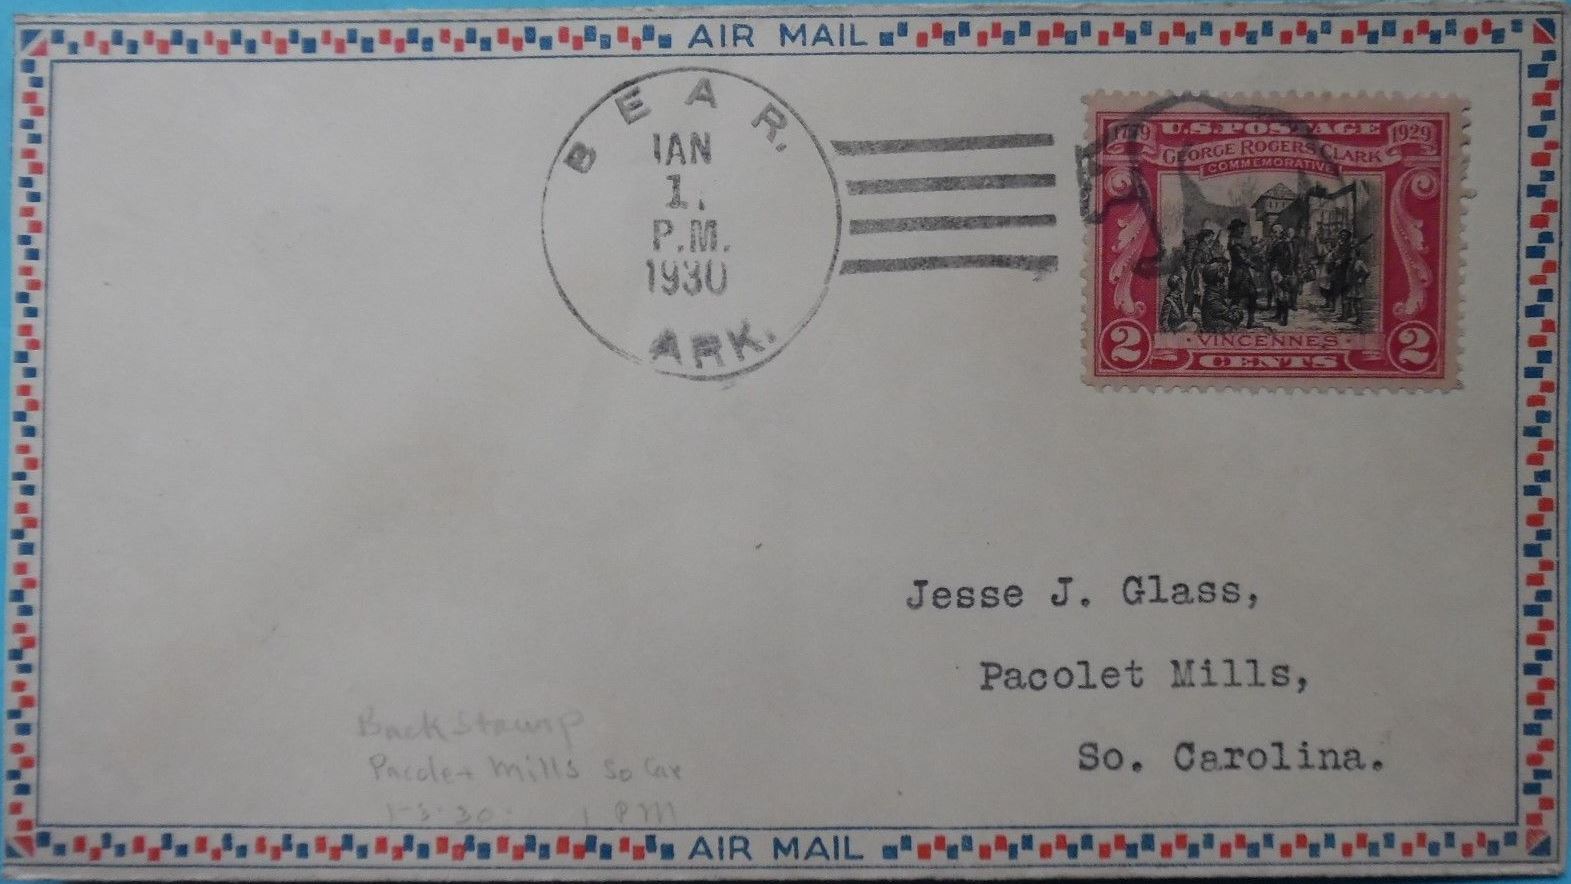 AIR MAIL
BEAR.
JAN
1.
P.M.
1930
ARK.
1779 U.S. POSTAGE 1929
GEORGE ROGERS CLARK
COMMEMORATIVE
VINCENNES
2 CENTS 2
Jesse J. Glass,
Pacolet Mills,
So. Carolina.
Back Stamp
Pacolet Mills So Car
1-3-30 1 PM
AIR MAIL